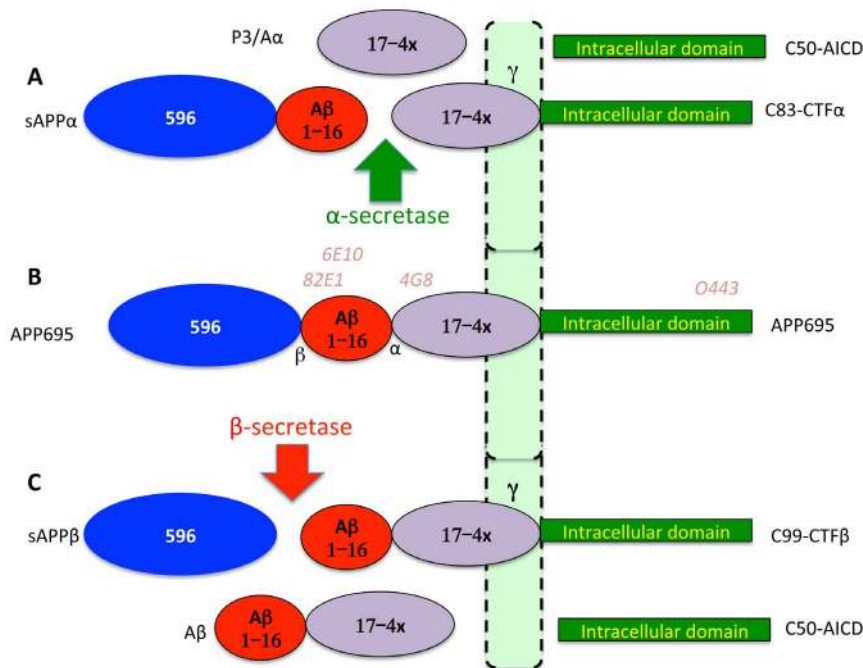 P3/Aα
17–4x
Intracellular domain
C50-AICD
A
γ
sAPPα
596
Aβ
1–16
17–4x
Intracellular domain
C83-CTFα
α-secretase
6E10
82E1
4G8
O443
B
APP695
596
Aβ
1–16
17–4x
Intracellular domain
APP695
β
α
β-secretase
C
γ
sAPPβ
596
Aβ
1–16
17–4x
Intracellular domain
C99-CTFβ
Aβ
Aβ
1–16
17–4x
Intracellular domain
C50-AICD